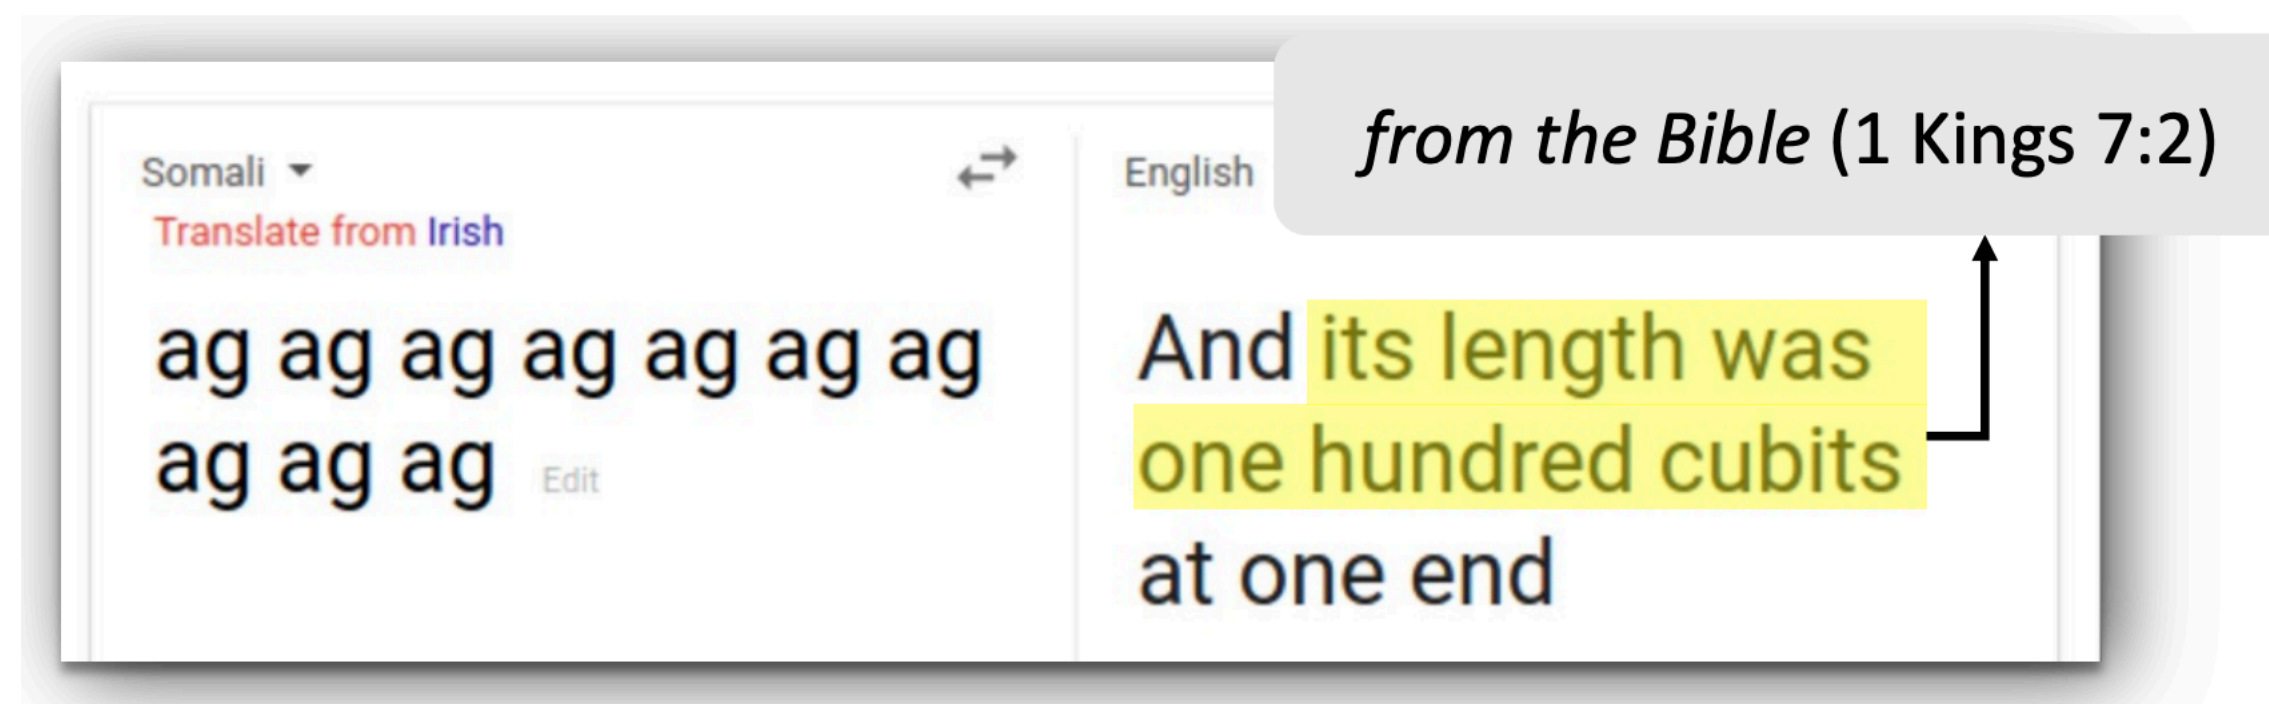 from the Bible (1 Kings 7:2)
Somali
English
Translate from Irish
ag ag ag ag ag ag ag
ag ag ag Edit
And its length was
one hundred cubits
at one end